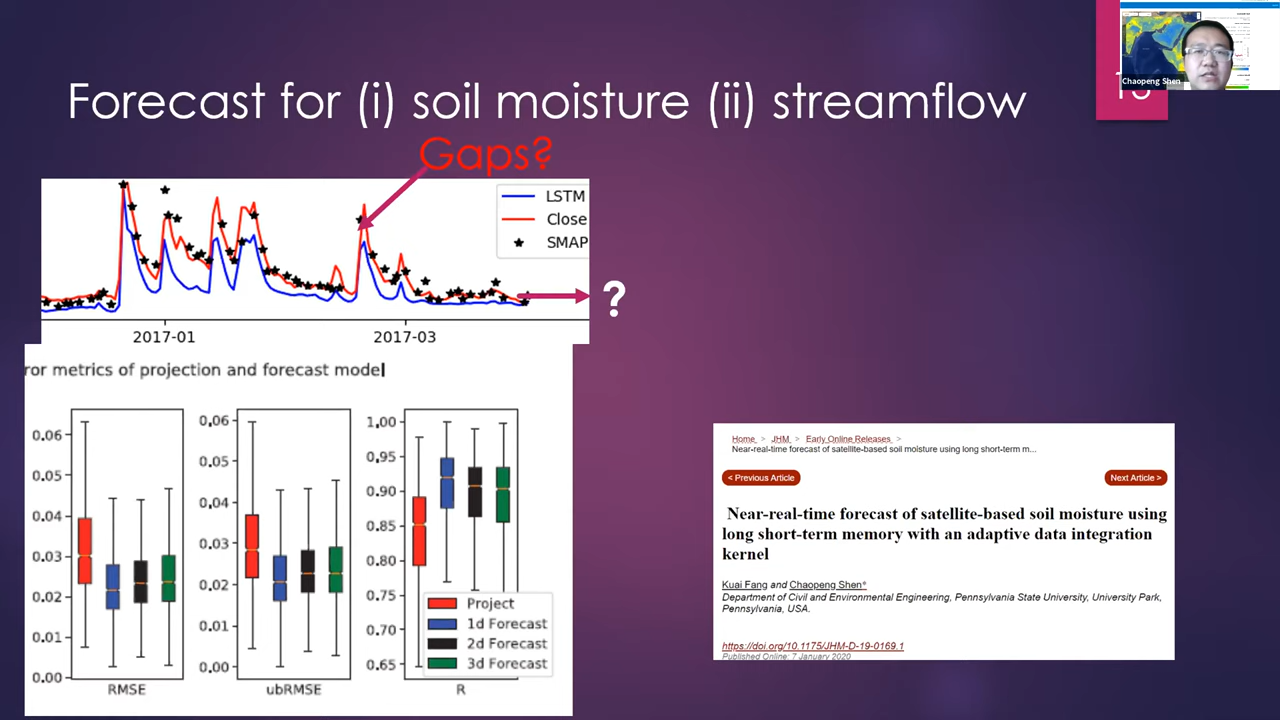 Forecast for (i) soil moisture (ii) streamflow
Chaopeng Shen
Gaps?
LSTM
Close
SMAP
?
2017-01
2017-03
ror metrics of projection and forecast model
0.06
0.05
0.04
0.03
0.02
0.01
0.00
RMSE
0.06
0.05
0.04
0.03
0.02
0.01
0.00
ubRMSE
1.00
0.95
0.90
0.85
0.80
0.75
0.70
0.65
R
Project
1d Forecast
2d Forecast
3d Forecast
Home > JHM > Early Online Releases >
Near-real-time forecast of satellite-based soil moisture using long short-term m...
< Previous Article
Next Article >
Near-real-time forecast of satellite-based soil moisture using
long short-term memory with an adaptive data integration
kernel
Kuai Fang and Chaopeng Shen*
Department of Civil and Environmental Engineering, Pennsylvania State University, University Park,
Pennsylvania, USA.
https://doi.org/10.1175/JHM-D-19-0169.1
Published Online: 7 January 2020